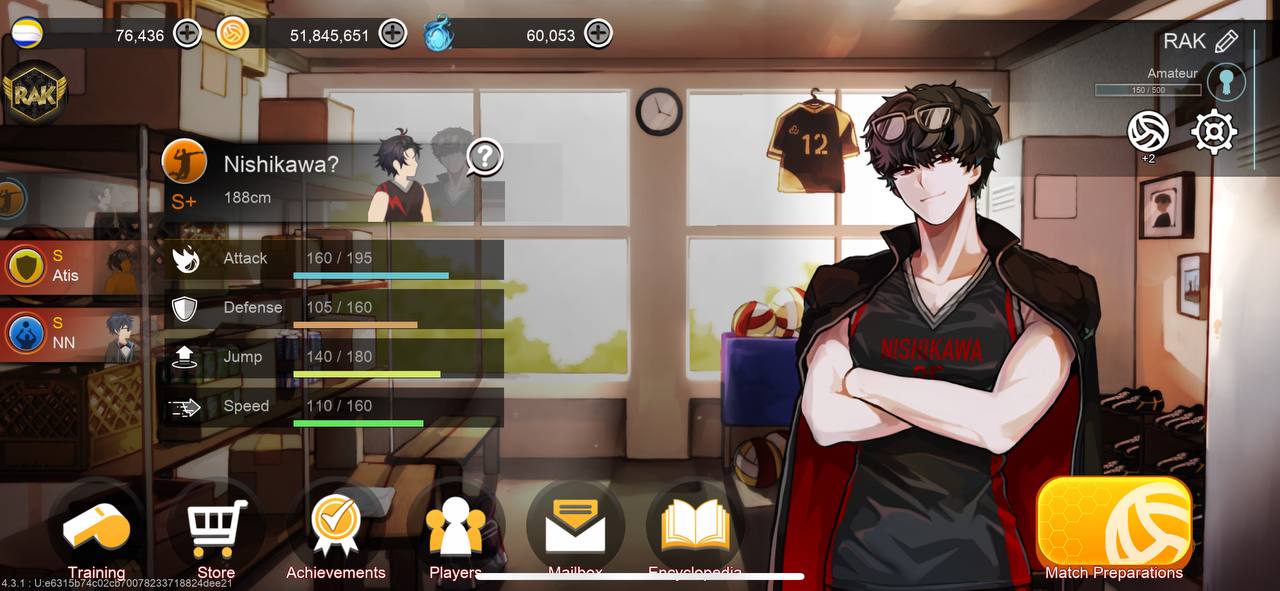 76,436
51,845,651
60,053
RAK
Amateur
150 / 500
+2
RAK
12
Nishikawa?
S+
188cm
S
Atis
S
NN
Attack
160 / 195
Defense
105 / 160
Jump
140 / 180
Speed
110 / 160
NISHIKAWA
Training
Store
Achievements
Players
Mailbox
Encyclopedia
Match Preparations
4.3.1 : U:e6315b74c02cb70078233718824dee21